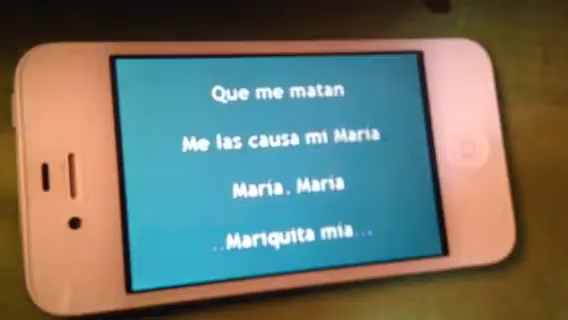 Que me matan
Me las causa mi María
María, María
...Mariquita mía...